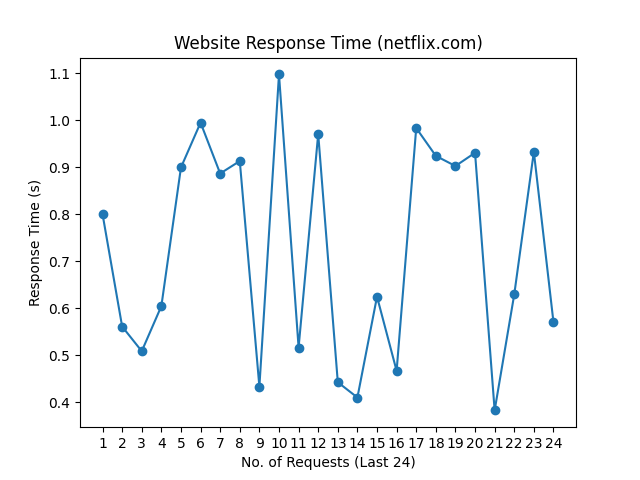 Website Response Time (netflix.com)
Response Time (s)
1.1
1.0
0.9
0.8
0.7
0.6
0.5
0.4
1 2 3 4 5 6 7 8 9 10 11 12 13 14 15 16 17 18 19 20 21 22 23 24
No. of Requests (Last 24)